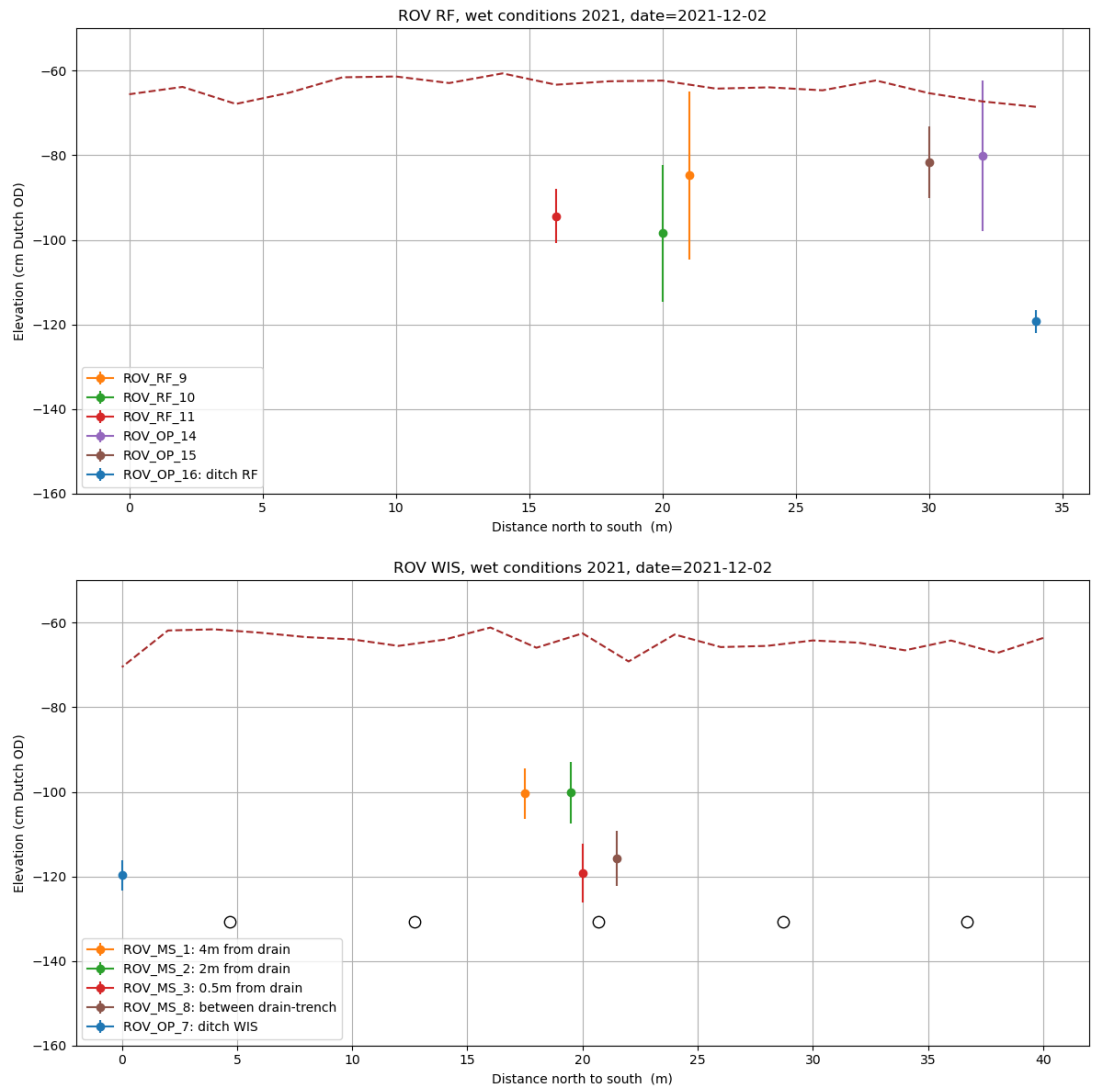 ROV RF, wet conditions 2021, date=2021-12-02
−60
−80
−100
−120
−140
−160
Elevation (cm Dutch OD)
ROV_RF_9
ROV_RF_10
ROV_RF_11
ROV_OP_14
ROV_OP_15
ROV_OP_16: ditch RF
0 5 10 15 20 25 30 35
Distance north to south  (m)
ROV WIS, wet conditions 2021, date=2021-12-02
−60
−80
−100
−120
−140
−160
Elevation (cm Dutch OD)
ROV_MS_1: 4m from drain
ROV_MS_2: 2m from drain
ROV_MS_3: 0.5m from drain
ROV_MS_8: between drain-trench
ROV_OP_7: ditch WIS
0 5 10 15 20 25 30 35 40
Distance north to south  (m)